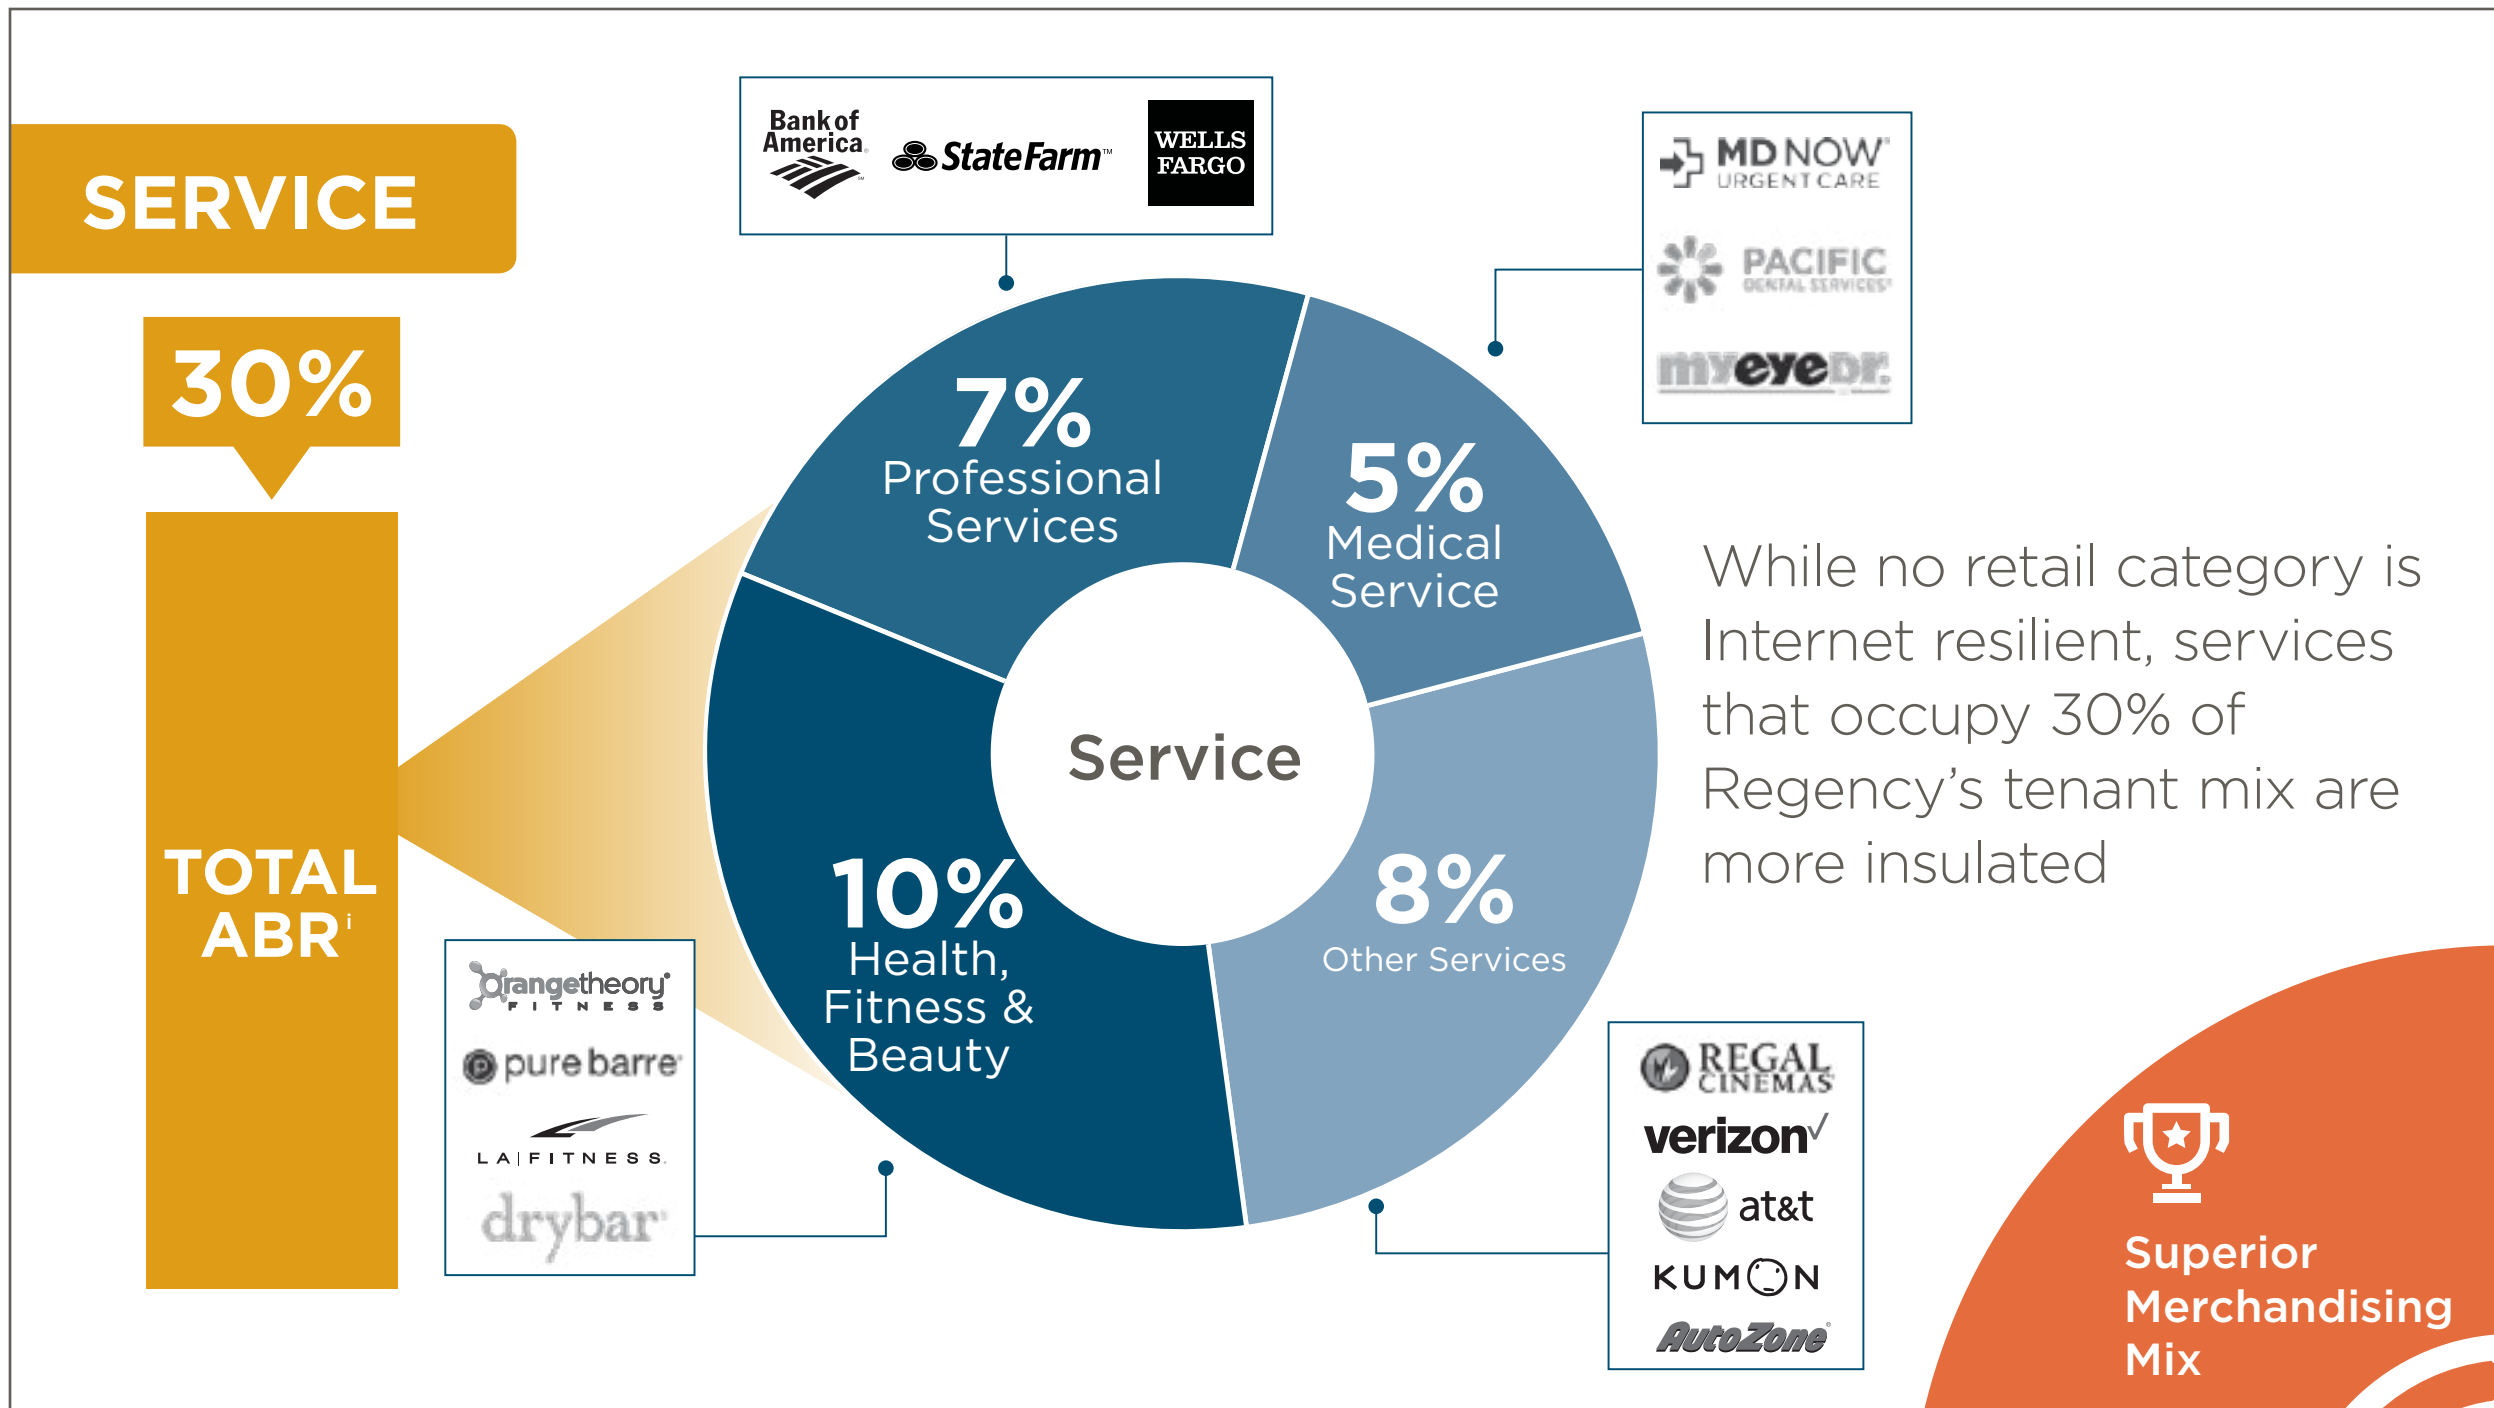 SERVICE
30%
TOTAL
ABR i
Bank of
America
SM
State Farm™
WELLS
FARGO
MD NOW®
URGENT CARE
PACIFIC
DENTAL SERVICES®
myeyedr.
7%
Professional
Services
5%
Medical
Service
Service
10%
Health,
Fitness &
Beauty
8%
Other Services
While no retail category is
Internet resilient, services
that occupy 30% of
Regency's tenant mix are
more insulated
Orangetheory®
FITNESS
pure barre
LA|FITNESS.
drybar
REGAL
CINEMAS
verizon✓
at&t
KUMON
AutoZone®
Superior
Merchandising
Mix